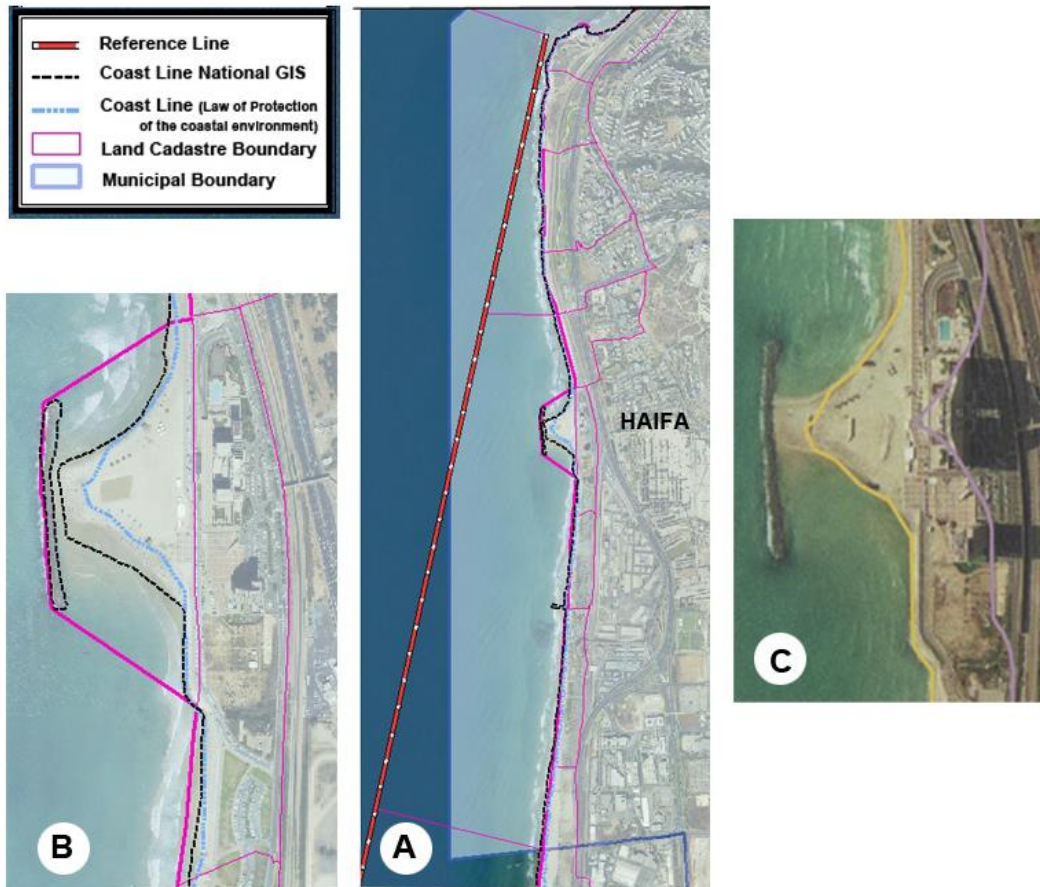 Reference Line
Coast Line National GIS
Coast Line (Law of Protection
of the coastal environment)
Land Cadastre Boundary
Municipal Boundary
HAIFA
B
A
C